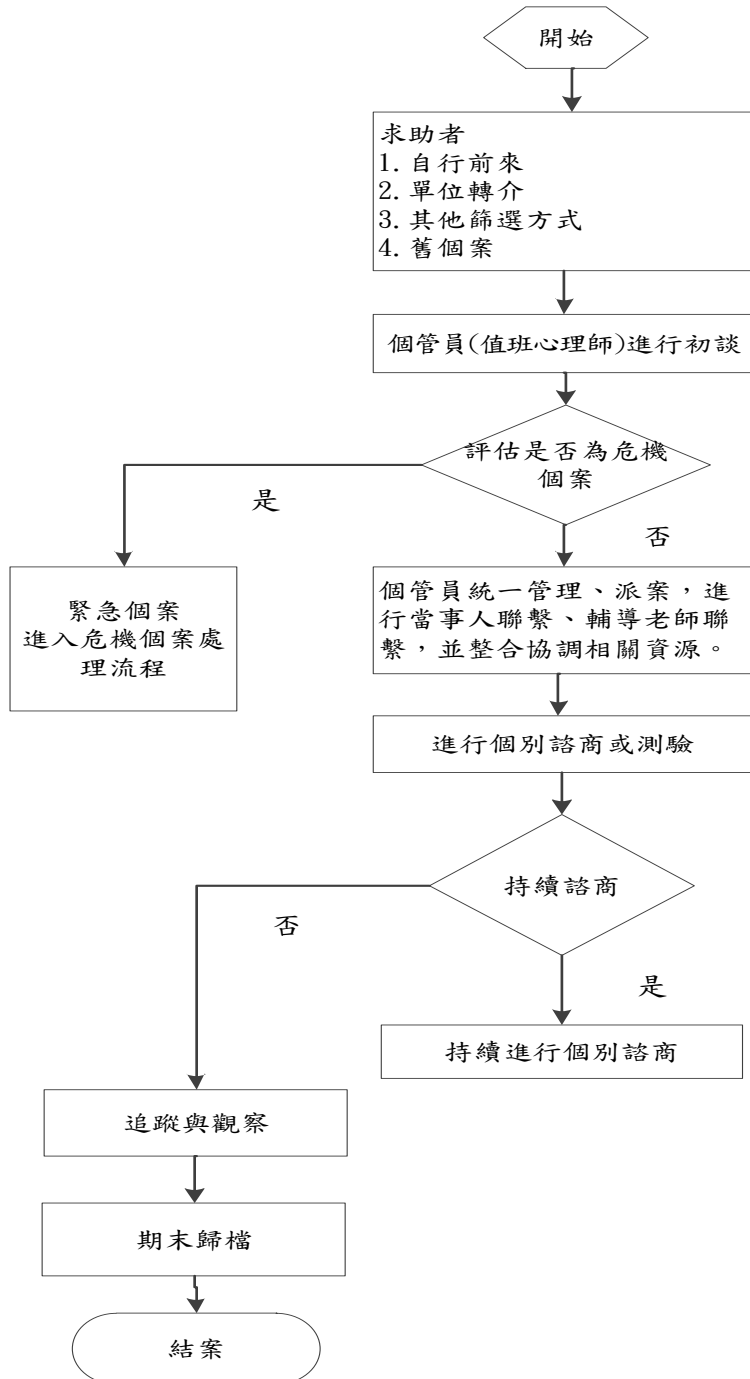 開始
求助者
1. 自行前來
2. 單位轉介
3. 其他篩選方式
4. 舊個案
個管員(值班心理師)進行初談
評估是否為危機
個案
是
否
緊急個案
進入危機個案處
理流程
個管員統一管理、派案，進
行當事人聯繫、輔導老師聯
繫，並整合協調相關資源。
進行個別諮商或測驗
持續諮商
否
是
持續進行個別諮商
追蹤與觀察
期末歸檔
結案